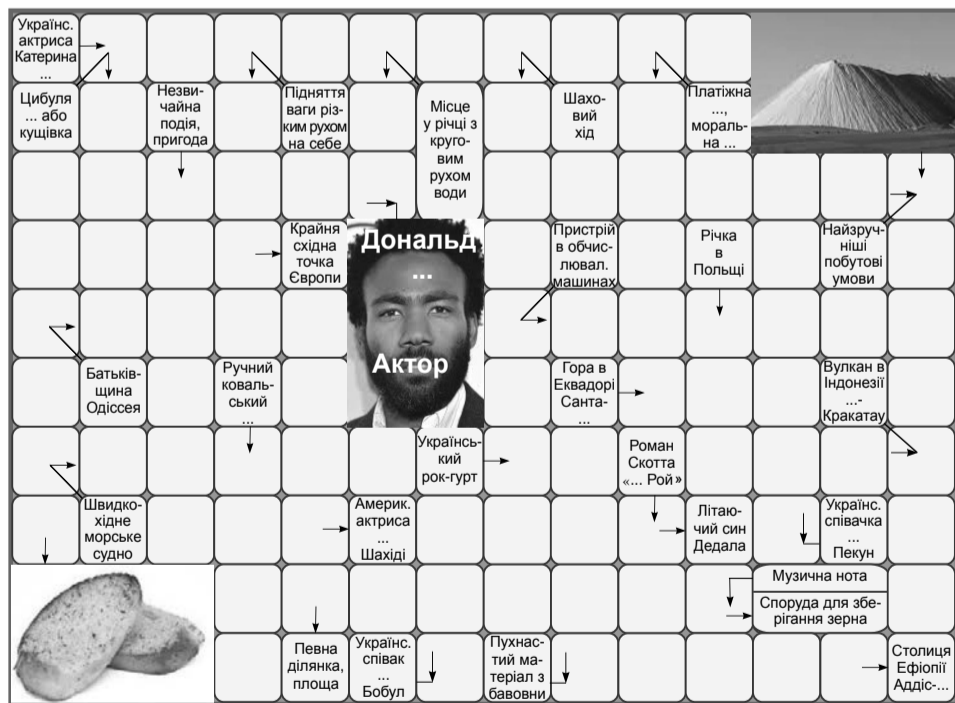 Українс.
актриса
Катерина
...
Цибуля
... або
кущівка
Незви-
чайна
подія,
пригода
Підняття
ваги різ-
ким рухом
на себе
Місце
у річці з
круго-
вим
рухом
води
Шахо-
вий
хід
Платіжна
...,
мораль-
на ...
Крайня
східна
точка
Європи
Дональд
...
Актор
Пристрій
в обчис-
лювал.
машинах
Річка
в
Польщі
Найзруч-
ніші
побутові
умови
Батьків-
щина
Одіссея
Ручний
коваль-
ський
...
Гора в
Еквадорі
Санта-
...
Вулкан в
Індонезії
...-
Кракатау
Українсь-
кий
рок-гурт
Роман
Скотта
«... Рой»
Швидко-
хідне
морське
судно
Америк.
актриса
...
Шахіді
Літаю-
чий син
Дедала
Українс.
співачка
...
Пекун
Музична нота
Споруда для збе-
рігання зерна
Певна
ділянка,
площа
Українс.
співак
...
Бобул
Пухнас-
тий ма-
теріал з
бавовни
Столиця
Ефіопії
Аддіс-...